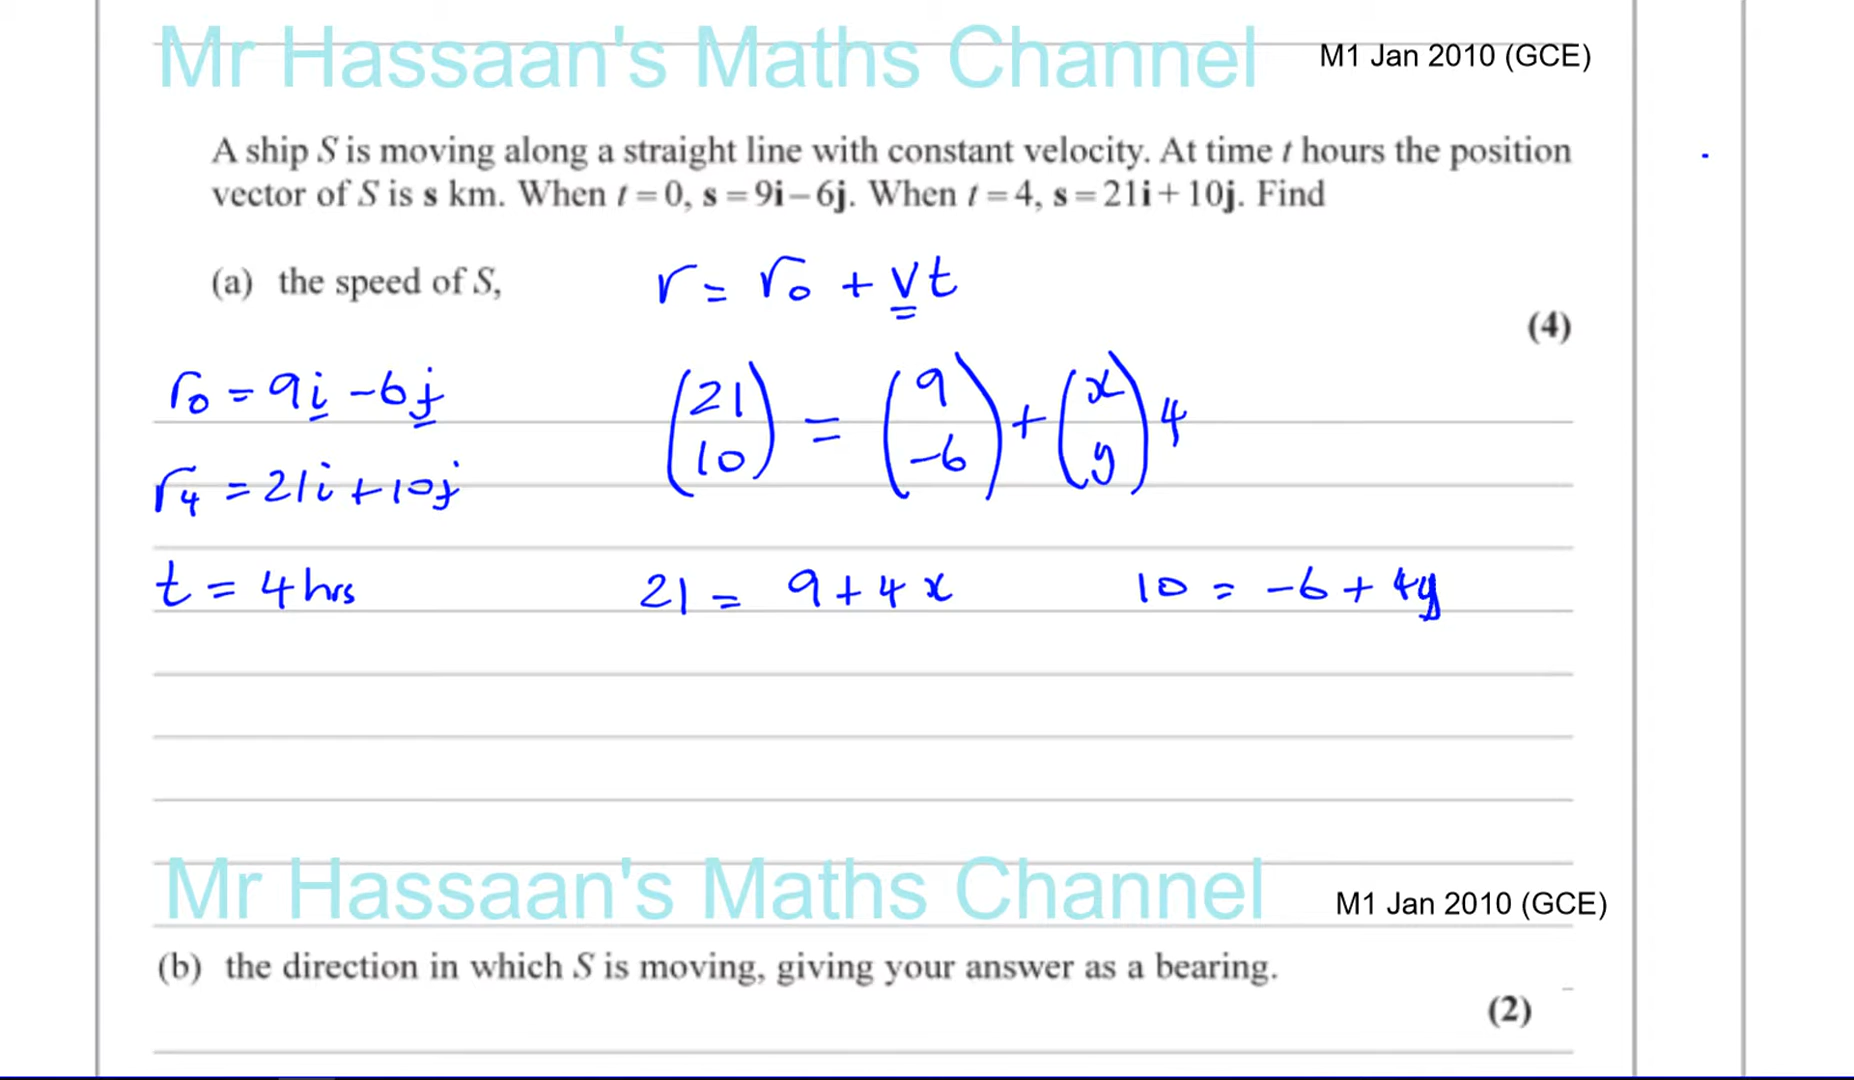 Mr Hassaan's Maths Channel
M1 Jan 2010 (GCE)
A ship S is moving along a straight line with constant velocity. At time t hours the position
vector of S is s km. When t = 0, s = 9i – 6j. When t = 4, s = 21i + 10j. Find
(a) the speed of S,
r = r₀ + vt
(4)
r₀ = 9i - 6j
(21 10) = (9 -6) + (x y) 4
r₄ = 21i + 10j
t = 4 hrs
21 = 9 + 4x
10 = -6 + 4y
Mr Hassaan's Maths Channel
M1 Jan 2010 (GCE)
(b) the direction in which S is moving, giving your answer as a bearing.
(2)